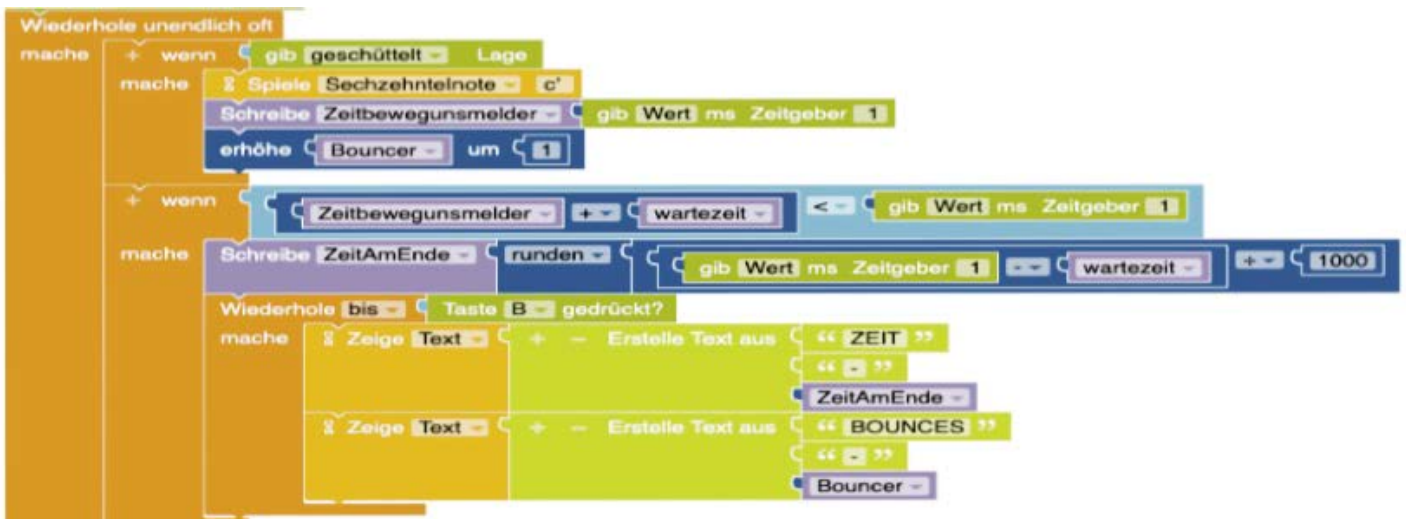 Wiederhole unendlich oft
mache + wenn gib geschüttelt Lage
mache Spiele Sechzehntelnote c'
Schreibe Zeitbewegunsmelder gib Wert ms Zeitgeber 1
erhöhe Bouncer um 1
+ wenn Zeitbewegunsmelder + wartezeit < gib Wert ms Zeitgeber 1
mache Schreibe ZeitAmEnde runden gib Wert ms Zeitgeber 1 - wartezeit ÷ 1000
Wiederhole bis Taste B gedrückt?
mache Zeige Text + − Erstelle Text aus “ ZEIT ”
“ - ”
ZeitAmEnde
Zeige Text + − Erstelle Text aus “ BOUNCES ”
“ - ”
Bouncer